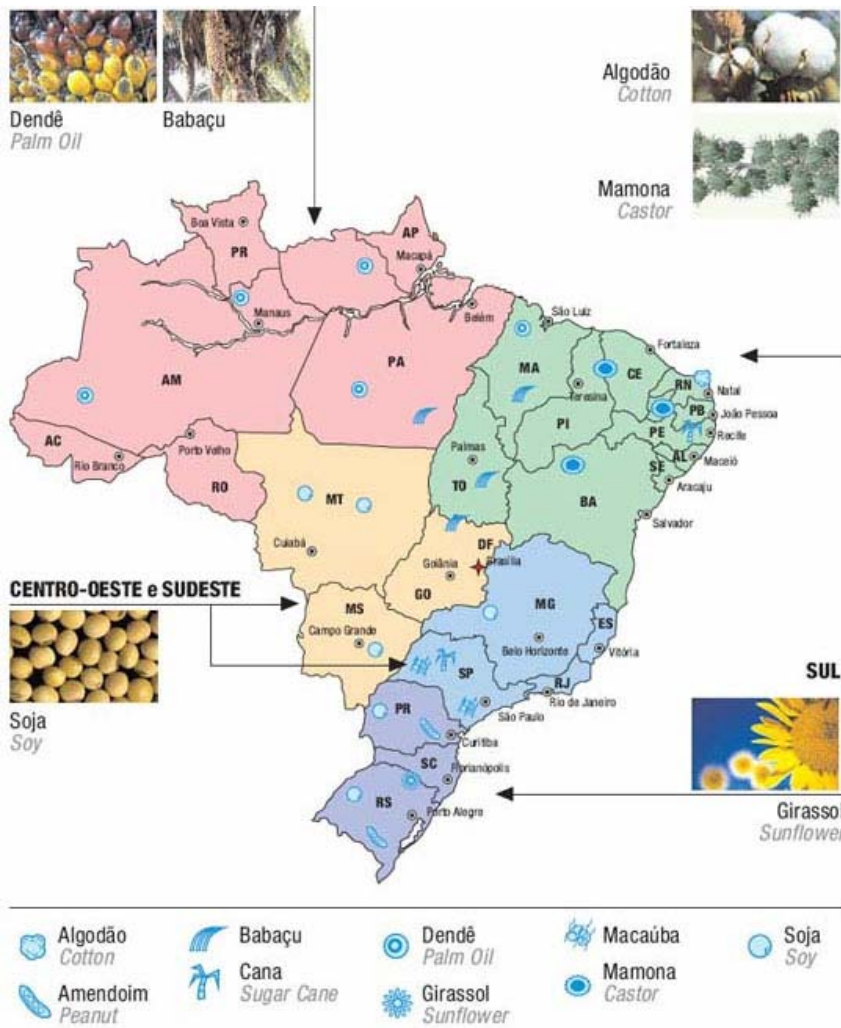 Dendê
Palm Oil
Babaçu
Algodão
Cotton
Mamona
Castor
Boa Vista
PR
AP
Macapá
Manaus
Belém
São Luiz
Fortaleza
AM
PA
MA
CE
RN
Natal
Teresina
PB
João Pessoa
PI
PE
Recife
AC
Rio Branco
Porto Velho
Palmas
AL
Maceió
SE
Aracaju
RO
MT
TO
BA
Salvador
Cuiabá
DF
Brasília
Goiânia
GO
CENTRO-OESTE e SUDESTE
MS
Campo Grande
MG
ES
Belo Horizonte
Vitória
SP
RJ
Rio de Janeiro
São Paulo
SUL
Soja
Soy
PR
Curitiba
SC
Florianópolis
RS
Porto Alegre
Girassol
Sunflower
Algodão
Cotton
Babaçu
Dendê
Palm Oil
Macaúba
Soja
Soy
Amendoim
Peanut
Cana
Sugar Cane
Girassol
Sunflower
Mamona
Castor